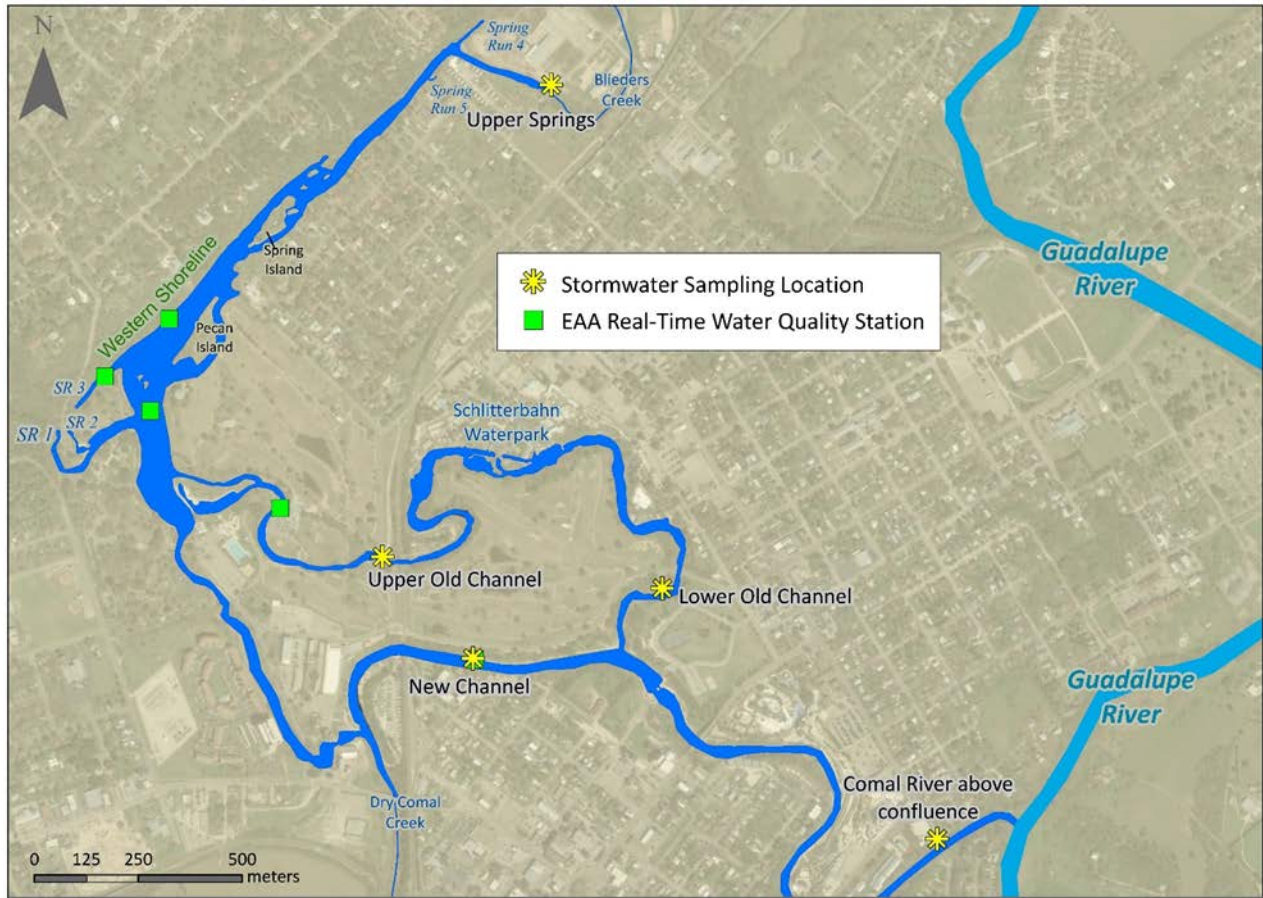 N
Spring
Run 4
Spring
Run 5
Blieders
Creek
Upper Springs
Western Shoreline
Spring
Island
Pecan
Island
Guadalupe
River
Stormwater Sampling Location
EAA Real-Time Water Quality Station
SR 3
SR 2
SR 1
Schlitterbahn
Waterpark
Upper Old Channel
Lower Old Channel
New Channel
Guadalupe
River
Comal River above
confluence
Dry Comal
Creek
0 125 250 500
meters